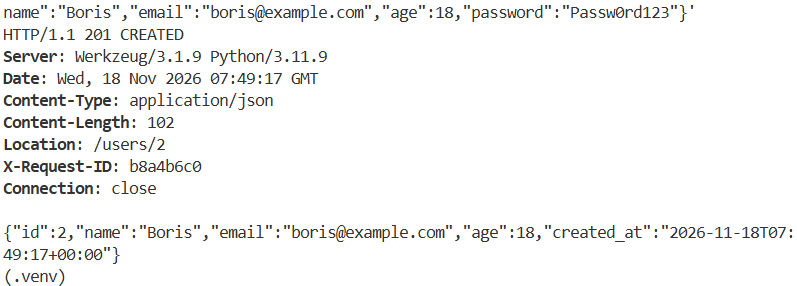 name":"Boris","email":"boris@example.com","age":18,"password":"Passw0rd123"}'
HTTP/1.1 201 CREATED
Server: Werkzeug/3.1.9 Python/3.11.9
Date: Wed, 18 Nov 2026 07:49:17 GMT
Content-Type: application/json
Content-Length: 102
Location: /users/2
X-Request-ID: b8a4b6c0
Connection: close

{"id":2,"name":"Boris","email":"boris@example.com","age":18,"created_at":"2026-11-18T07:
49:17+00:00"}
(.venv)